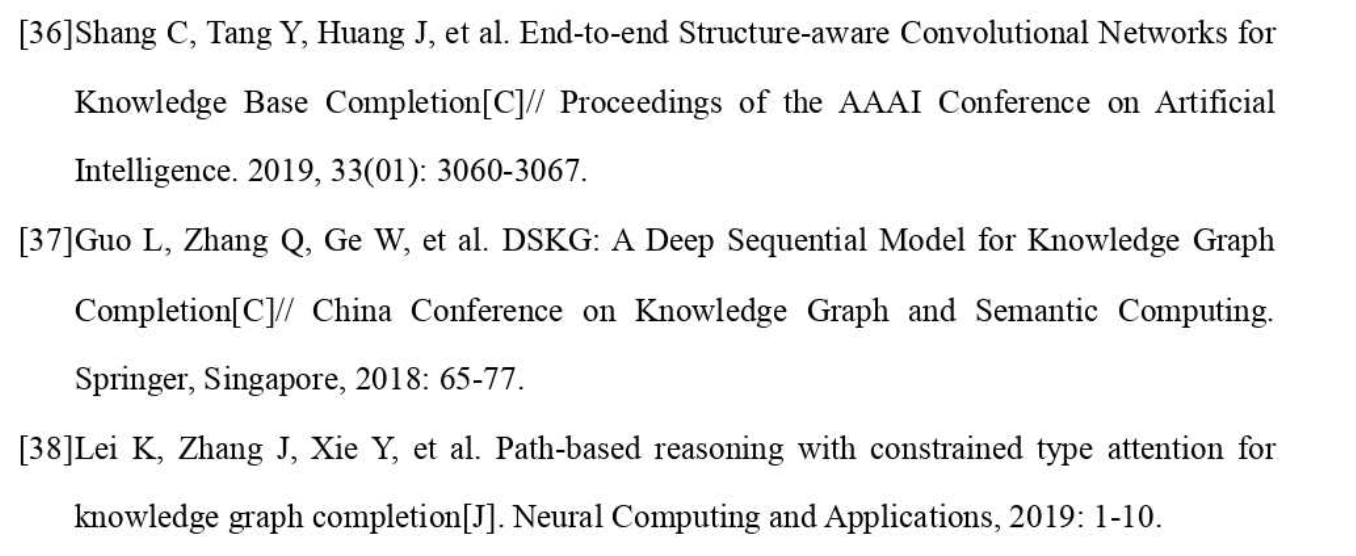 [36]Shang C, Tang Y, Huang J, et al. End-to-end Structure-aware Convolutional Networks for
Knowledge Base Completion[C]// Proceedings of the AAAI Conference on Artificial
Intelligence. 2019, 33(01): 3060-3067.
[37]Guo L, Zhang Q, Ge W, et al. DSKG: A Deep Sequential Model for Knowledge Graph
Completion[C]// China Conference on Knowledge Graph and Semantic Computing.
Springer, Singapore, 2018: 65-77.
[38]Lei K, Zhang J, Xie Y, et al. Path-based reasoning with constrained type attention for
knowledge graph completion[J]. Neural Computing and Applications, 2019: 1-10.